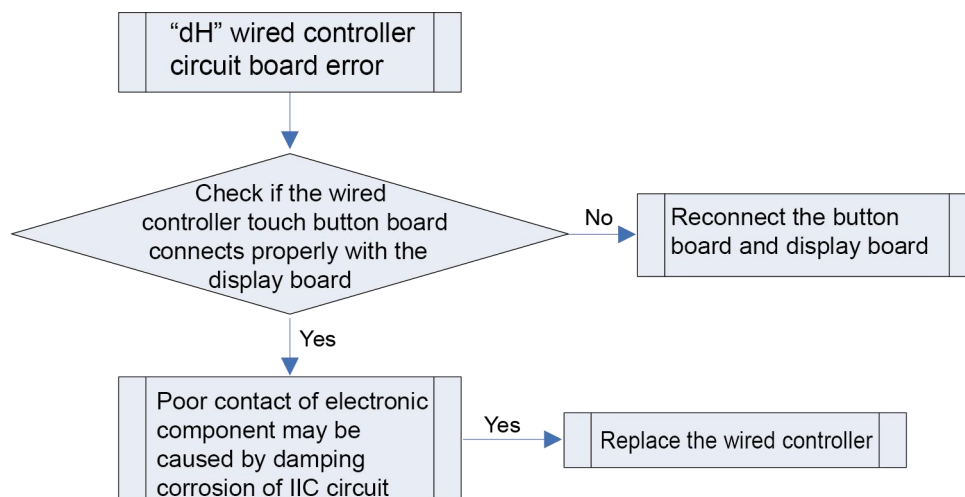 “dH” wired controller
circuit board error
Check if the wired
controller touch button board
connects properly with the
display board
No
Reconnect the button
board and display board
Yes
Poor contact of electronic
component may be
caused by damping
corrosion of IIC circuit
Yes
Replace the wired controller